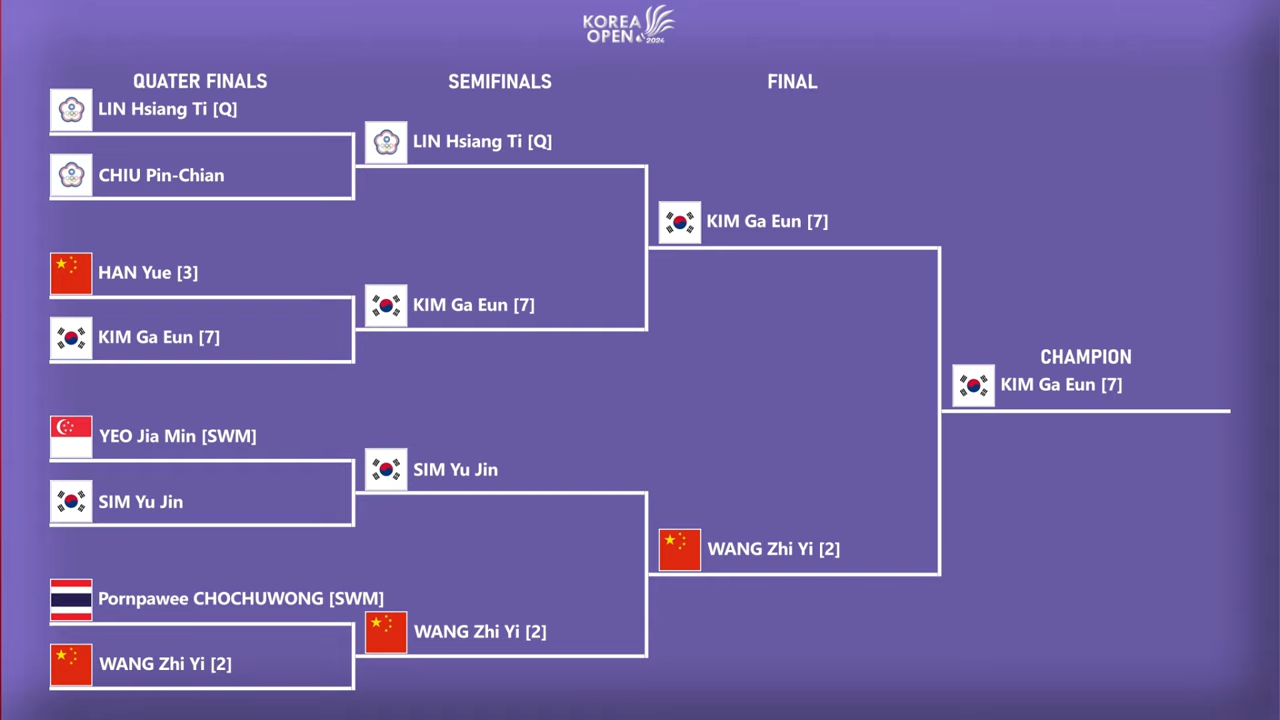 KOREA
OPEN 2024
QUATER FINALS
SEMIFINALS
FINAL
LIN Hsiang Ti [Q]
CHIU Pin-Chian
HAN Yue [3]
KIM Ga Eun [7]
YEO Jia Min [SWM]
SIM Yu Jin
Pornpawee CHOCHUWONG [SWM]
WANG Zhi Yi [2]
LIN Hsiang Ti [Q]
KIM Ga Eun [7]
SIM Yu Jin
WANG Zhi Yi [2]
KIM Ga Eun [7]
WANG Zhi Yi [2]
CHAMPION
KIM Ga Eun [7]